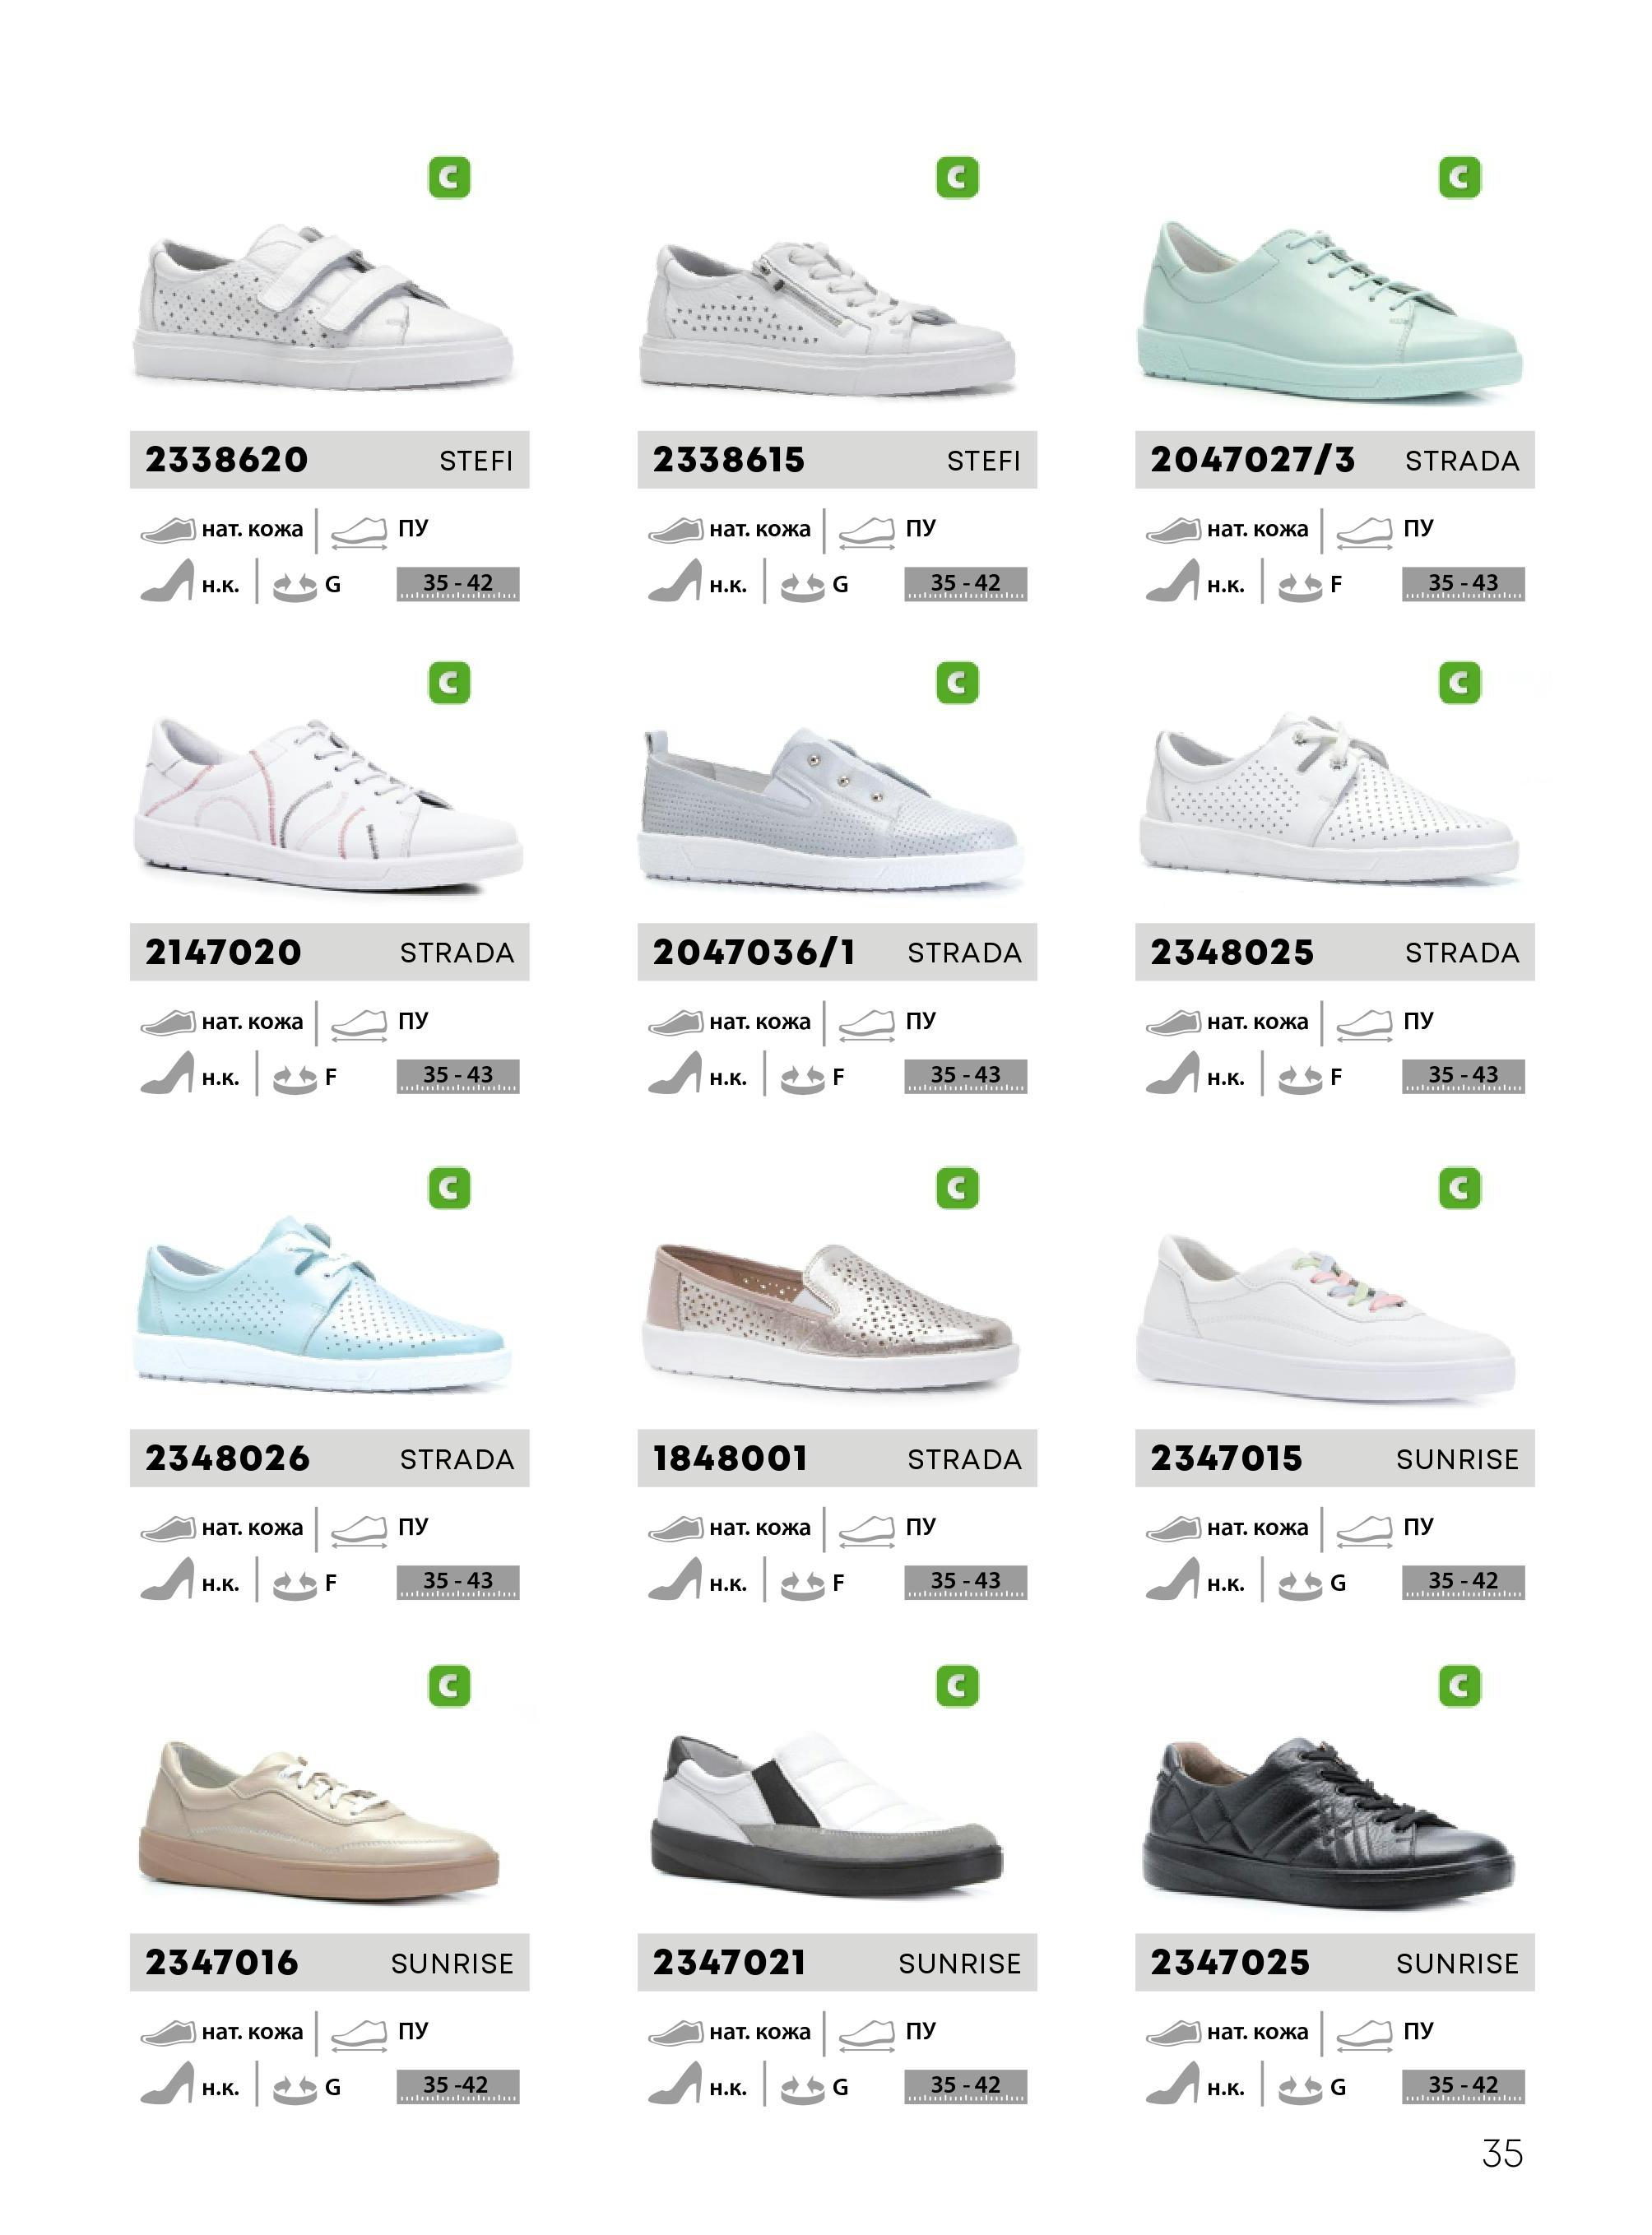 C C C
2338620 STEFI 2338615 STEFI 2047027/3 STRADA
нат. кожа ПУ нат. кожа ПУ нат. кожа ПУ
н.к. G 35 - 42 н.к. G 35 - 42 н.к. F 35 - 43
C C C
2147020 STRADA 2047036/1 STRADA 2348025 STRADA
нат. кожа ПУ нат. кожа ПУ нат. кожа ПУ
н.к. F 35 - 43 н.к. F 35 - 43 н.к. F 35 - 43
C C C
2348026 STRADA 1848001 STRADA 2347015 SUNRISE
нат. кожа ПУ нат. кожа ПУ нат. кожа ПУ
н.к. F 35 - 43 н.к. F 35 - 43 н.к. G 35 - 42
C C C
2347016 SUNRISE 2347021 SUNRISE 2347025 SUNRISE
нат. кожа ПУ нат. кожа ПУ нат. кожа ПУ
н.к. G 35 -42 н.к. G 35 - 42 н.к. G 35 - 42
35